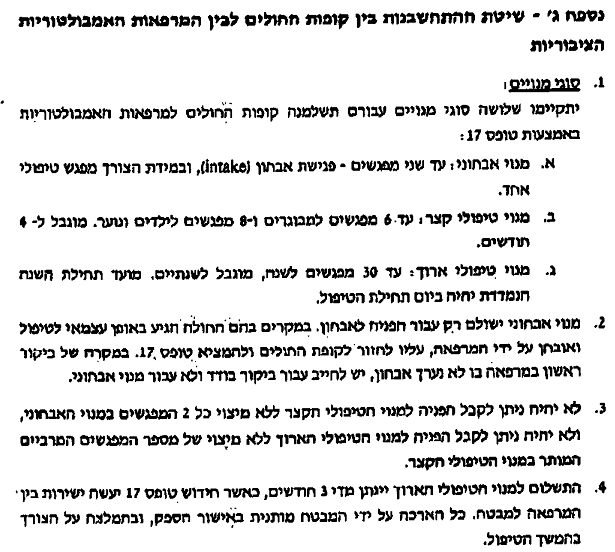 נספח ג' - שיטת ההתחשבנות בין קופות החולים לבין המרפאות האמבולטוריות
הציבוריות
1. סוגי מנויים:
יתקיימו שלושה סוגי מנויים עבורם תשלמנה קופות החולים למרפאות האמבולטוריות
באמצעות טופס 17:
א. מנוי אבחוני: עד שני מפגשים - פגישת אבחון (intake), ובמידת הצורך מפגש טיפולי
אחד.
ב. מנוי טיפולי קצר: עד 6 מפגשים למבוגרים ו-8 מפגשים לילדים ונוער. מוגבל ל- 4
חודשים.
ג. מנוי טיפולי ארוך: עד 30 מפגשים לשנה, מוגבל לשנתיים. מועד תחילת השנה
הנמדדת יהיה ביום תחילת הטיפול.
2. מנוי אבחוני ישולם רק עבור הפניה לאבחון. במקרים בהם החולה הגיע באופן עצמאי לטיפול
ואובחן על ידי המרפאה, עליו לחזור לקופת החולים ולהמציא טופס 17. במקרה של ביקור
ראשון במרפאה בו לא נערך אבחון, יש לחייב עבור ביקור בודד ולא עבור מנוי אבחוני.
3. לא יהיה ניתן לקבל הפניה למנוי הטיפולי הקצר ללא מיצוי כל 2 המפגשים במנוי האבחוני,
ולא יהיה ניתן לקבל הפניה למנוי הטיפולי הארוך ללא מיצוי של מספר המפגשים המרביים
המותר במנוי הטיפולי הקצר.
4. התשלום למנוי הטיפולי הארוך יינתן מדי 3 חודשים, כאשר חידוש טופס 17 יעשה ישירות בין
המרפאה למבטח. כל הארכה על ידי המבטח מותנית באישור הספק, ובהמלצה על הצורך
בהמשך הטיפול.